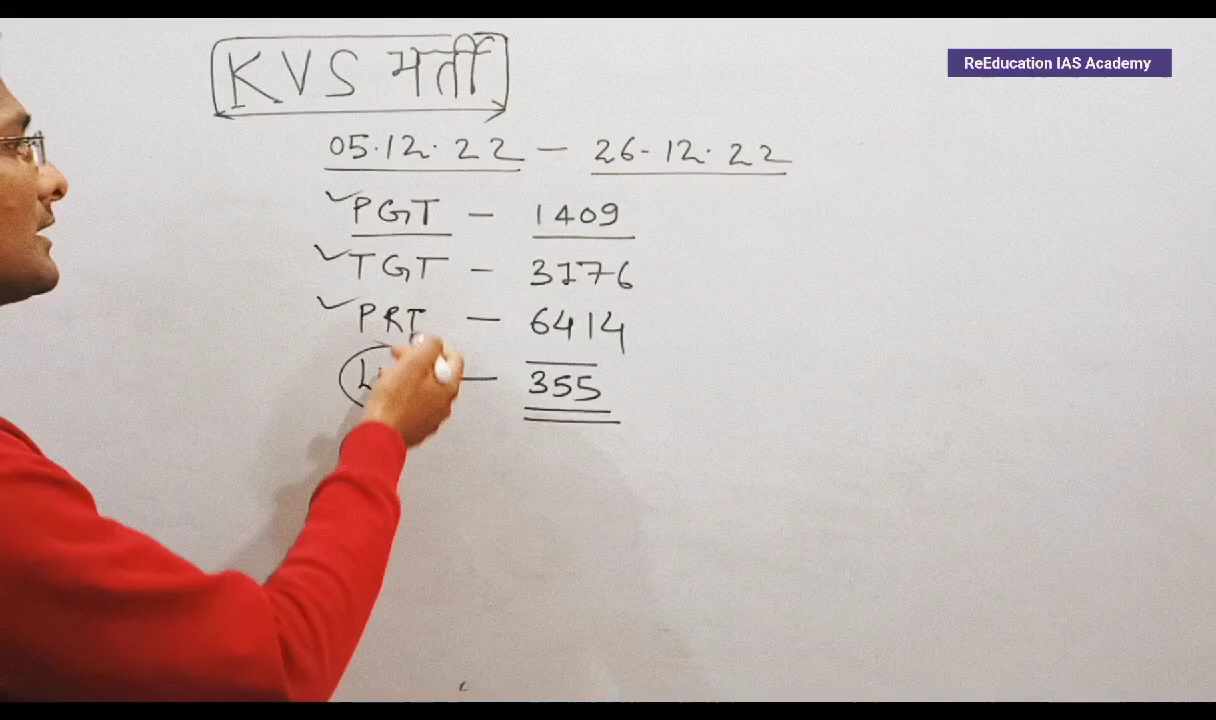 ReEducation IAS Academy
KVS भर्ती
05.12.22 - 26-12.22
PGT - 1409
TGT - 3176
PRT - 6414
- 355